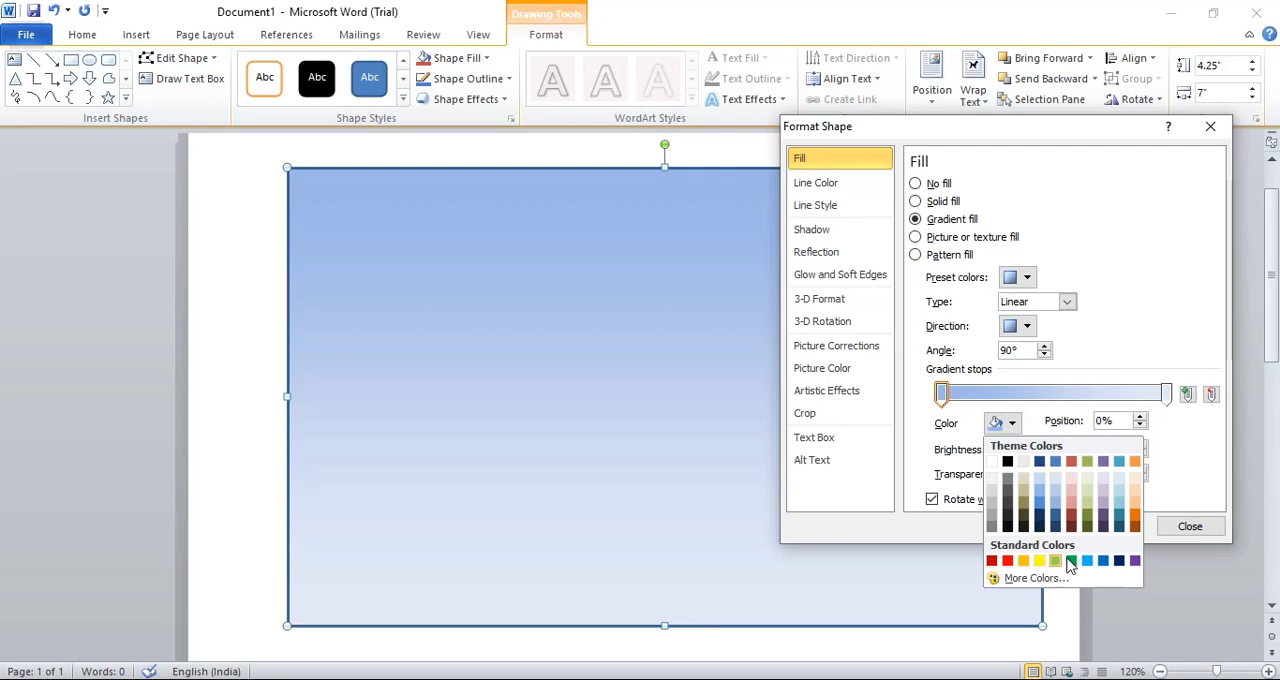 Document1 - Microsoft Word (Trial)
Drawing Tools
File Home Insert Page Layout References Mailings Review View Format
Edit Shape
Draw Text Box
Insert Shapes
Abc Abc Abc
Shape Fill
Shape Outline
Shape Effects
Shape Styles
A A A
Text Fill
Text Outline
Text Effects
WordArt Styles
Text Direction
Align Text
Create Link
Position
Wrap
Text
Bring Forward
Send Backward
Selection Pane
Align
Group
Rotate
4.25"
7"
Format Shape
Fill
Line Color
Line Style
Shadow
Reflection
Glow and Soft Edges
3-D Format
3-D Rotation
Picture Corrections
Picture Color
Artistic Effects
Crop
Text Box
Alt Text
Fill
No fill
Solid fill
Gradient fill
Picture or texture fill
Pattern fill
Preset colors:
Type: Linear
Direction:
Angle: 90°
Gradient stops
Color Position: 0%
Brightness
Transparen
Rotate w
Theme Colors
Standard Colors
More Colors...
Close
Page: 1 of 1 Words: 0 English (India) 120%